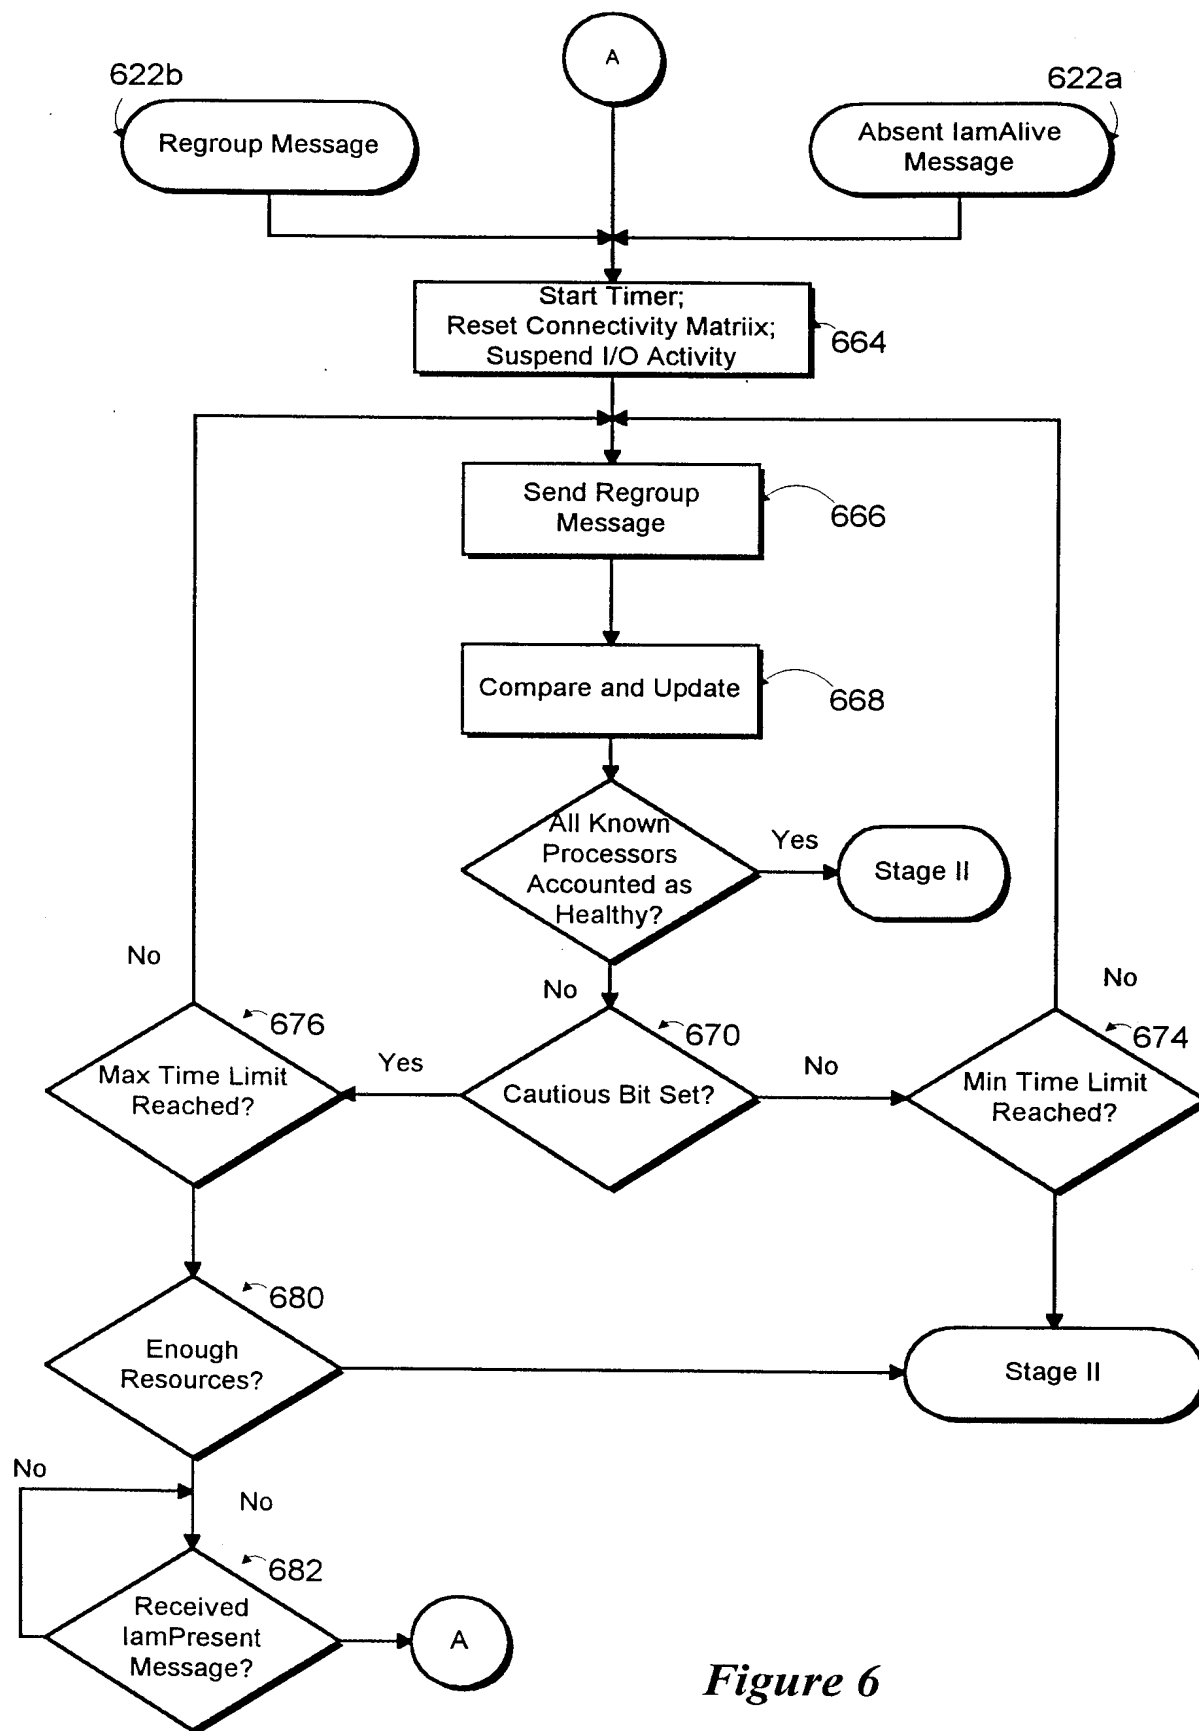 A
622b
Regroup Message
622a
Absent IamAlive
Message
Start Timer;
Reset Connectivity Matriix;
Suspend I/O Activity
664
Send Regroup
Message
666
Compare and Update
668
All Known
Processors
Accounted as
Healthy?
Yes
Stage II
No
No
No
676
Max Time Limit
Reached?
Yes
670
Cautious Bit Set?
No
674
Min Time Limit
Reached?
680
Enough
Resources?
Stage II
No
No
682
Received
IamPresent
Message?
A
Figure 6